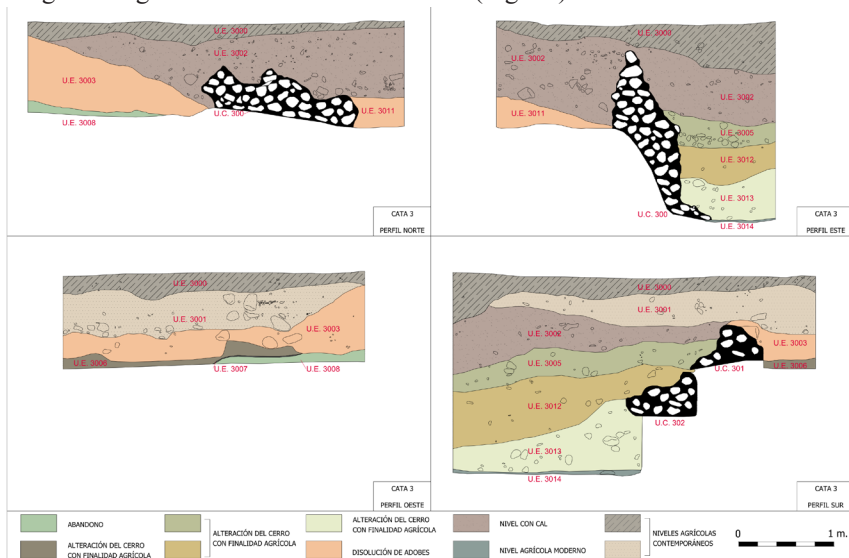 U.E. 3000
U.E. 3002
U.E. 3003
U.E. 3011
U.C. 300
U.E. 3008
CATA 3
PERFIL NORTE
U.E. 3000
U.E. 3002
U.E. 3002
U.E. 3011
U.E. 3005
U.E. 3012
U.E. 3013
U.C. 300
U.E. 3014
CATA 3
PERFIL ESTE
U.E. 3000
U.E. 3001
U.E. 3003
U.E. 3006
U.E. 3007
U.E. 3008
CATA 3
PERFIL OESTE
U.E. 3000
U.E. 3001
U.E. 3002
U.E. 3003
U.E. 3005
U.E. 3006
U.C. 301
U.E. 3012
U.C. 302
U.E. 3013
U.E. 3014
CATA 3
PERFIL SUR
ABANDONO
ALTERACIÓN DEL CERRO
CON FINALIDAD AGRÍCOLA
ALTERACIÓN DEL CERRO
CON FINALIDAD AGRÍCOLA
ALTERACIÓN DEL CERRO
CON FINALIDAD AGRÍCOLA
DISOLUCIÓN DE ADOBES
NIVEL CON CAL
NIVEL AGRÍCOLA MODERNO
NIVELES AGRÍCOLAS
CONTEMPORÁNEOS
0 1 m.